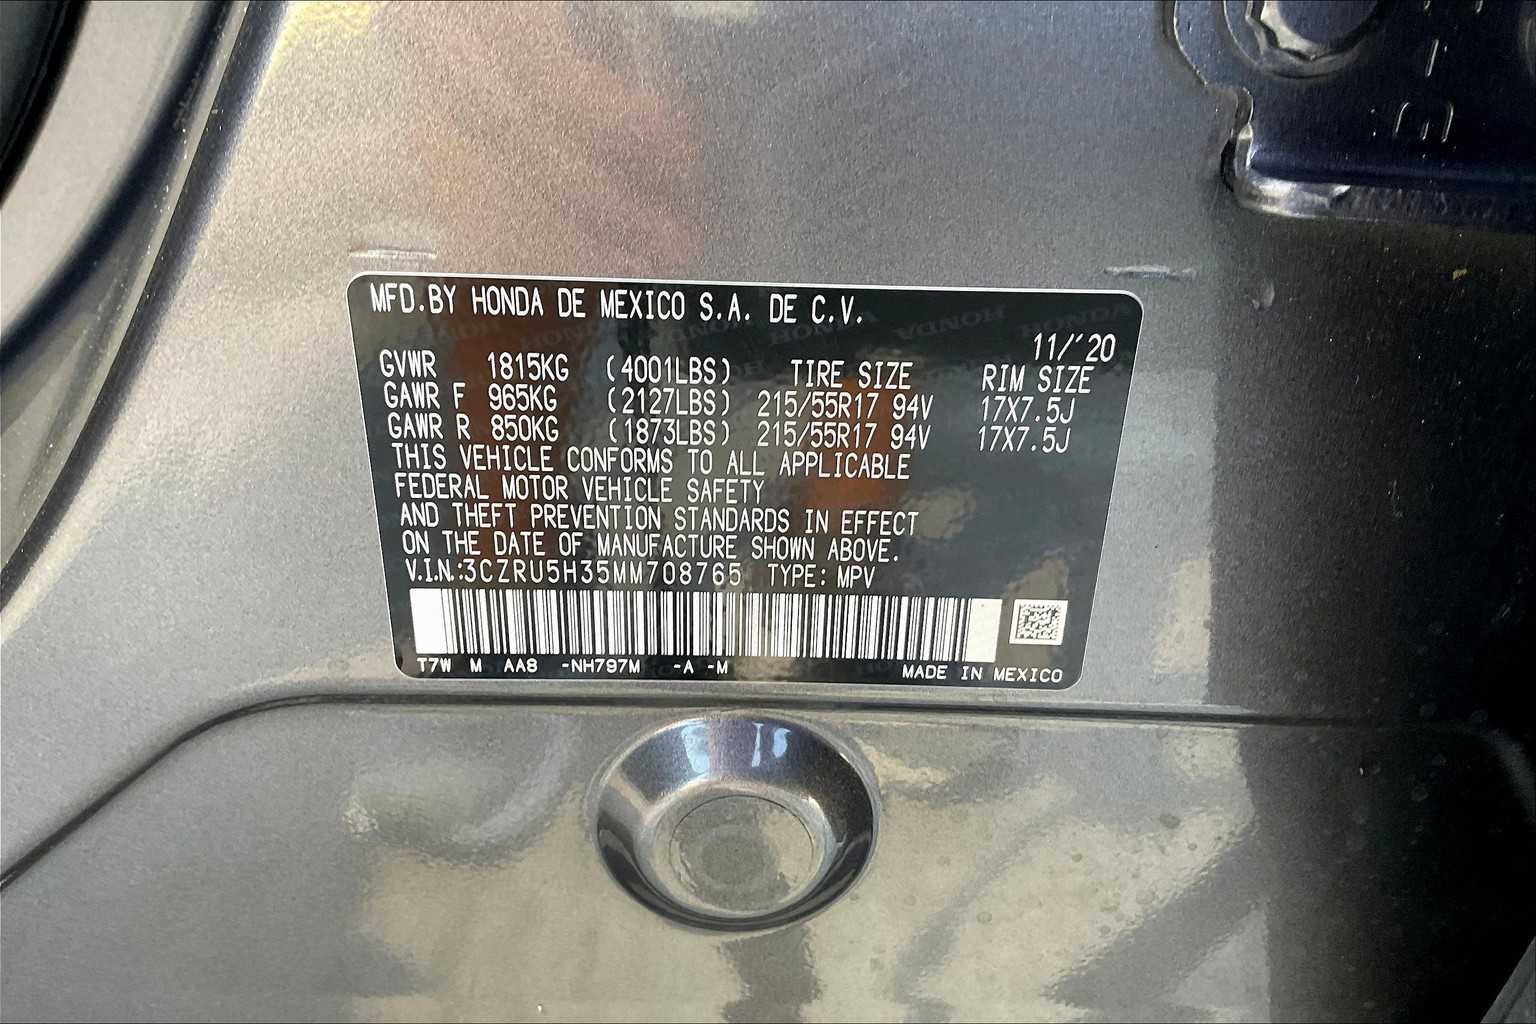 MFD.BY HONDA DE MEXICO S.A. DE C.V.
11/'20
GVWR 1815KG (4001LBS) TIRE SIZE RIM SIZE
GAWR F 965KG (2127LBS) 215/55R17 94V 17X7.5J
GAWR R 850KG (1873LBS) 215/55R17 94V 17X7.5J
THIS VEHICLE CONFORMS TO ALL APPLICABLE
FEDERAL MOTOR VEHICLE SAFETY
AND THEFT PREVENTION STANDARDS IN EFFECT
ON THE DATE OF MANUFACTURE SHOWN ABOVE.
V.I.N.:3CZRU5H35MM708765 TYPE: MPV
T7W M AA8 -NH797M -A -M MADE IN MEXICO